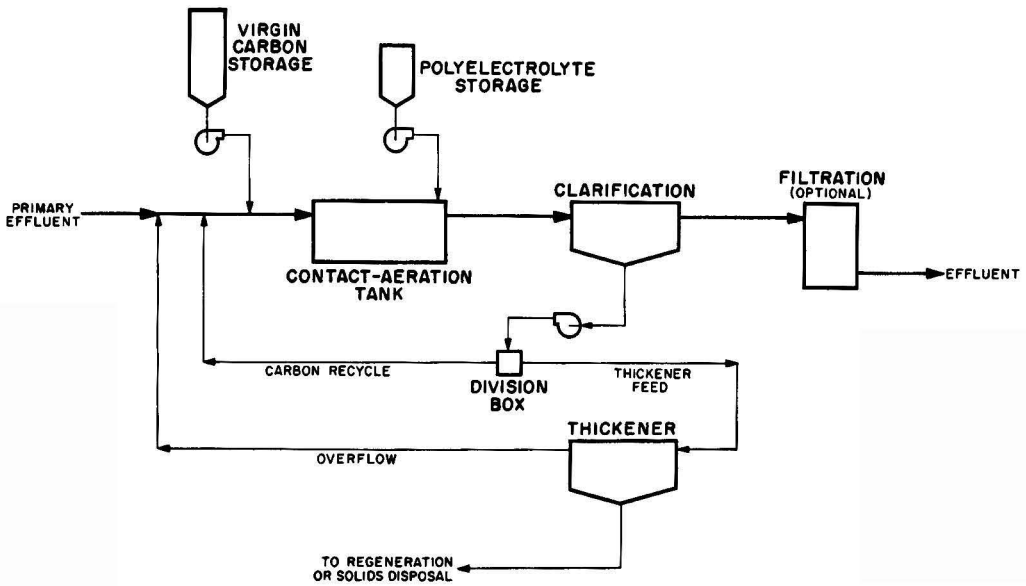 VIRGIN
CARBON
STORAGE
POLYELECTROLYTE
STORAGE
PRIMARY
EFFLUENT
CONTACT-AERATION
TANK
CLARIFICATION
FILTRATION
(OPTIONAL)
EFFLUENT
CARBON RECYCLE
DIVISION
BOX
THICKENER
FEED
THICKENER
OVERFLOW
TO REGENERATION
OR SOLIDS DISPOSAL